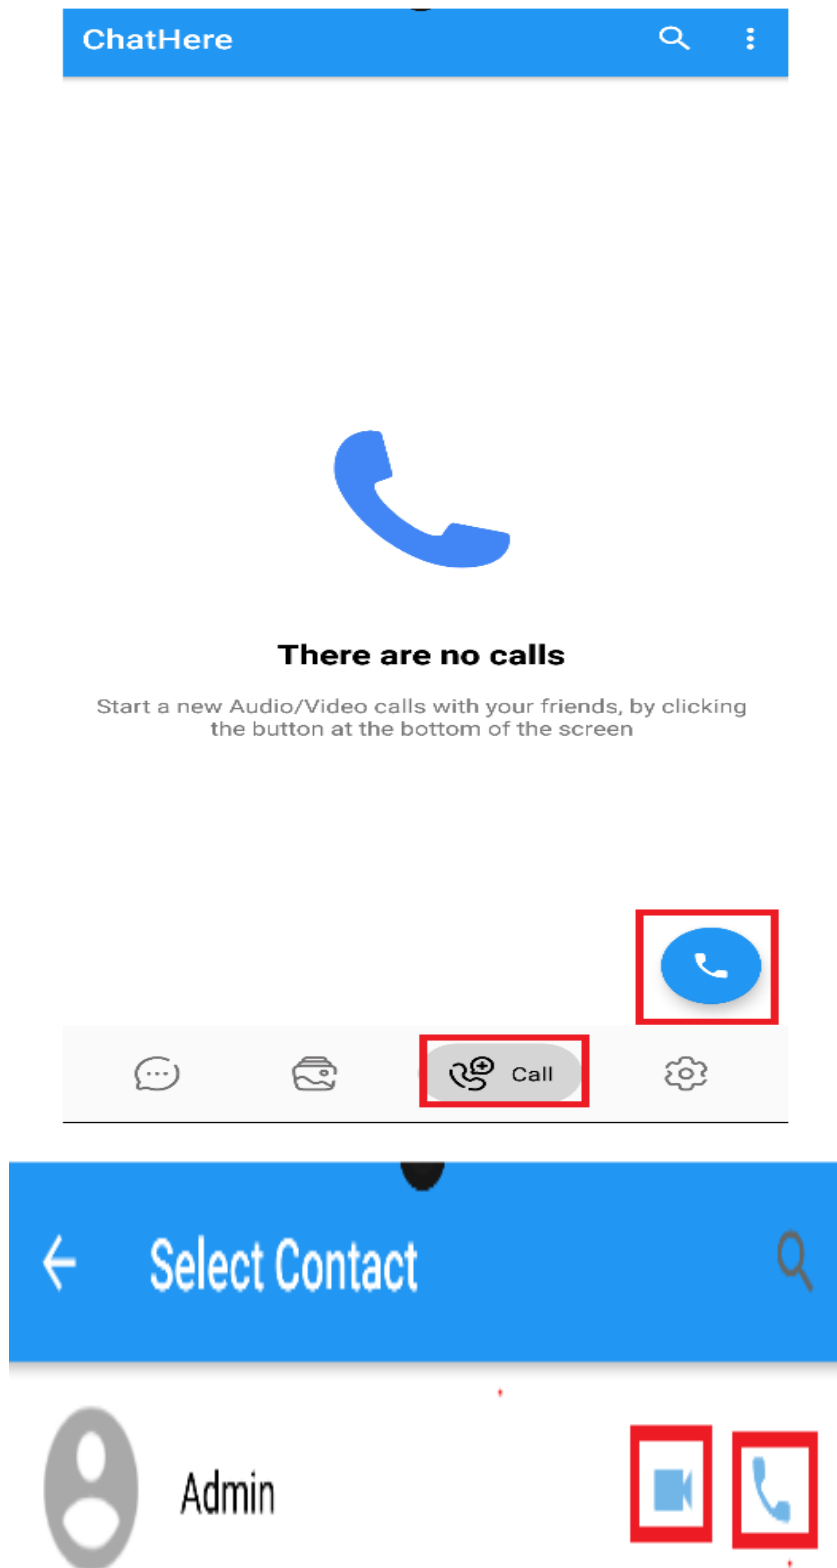 ChatHere
There are no calls
Start a new Audio/Video calls with your friends, by clicking
the button at the bottom of the screen
Call
Select Contact
Admin